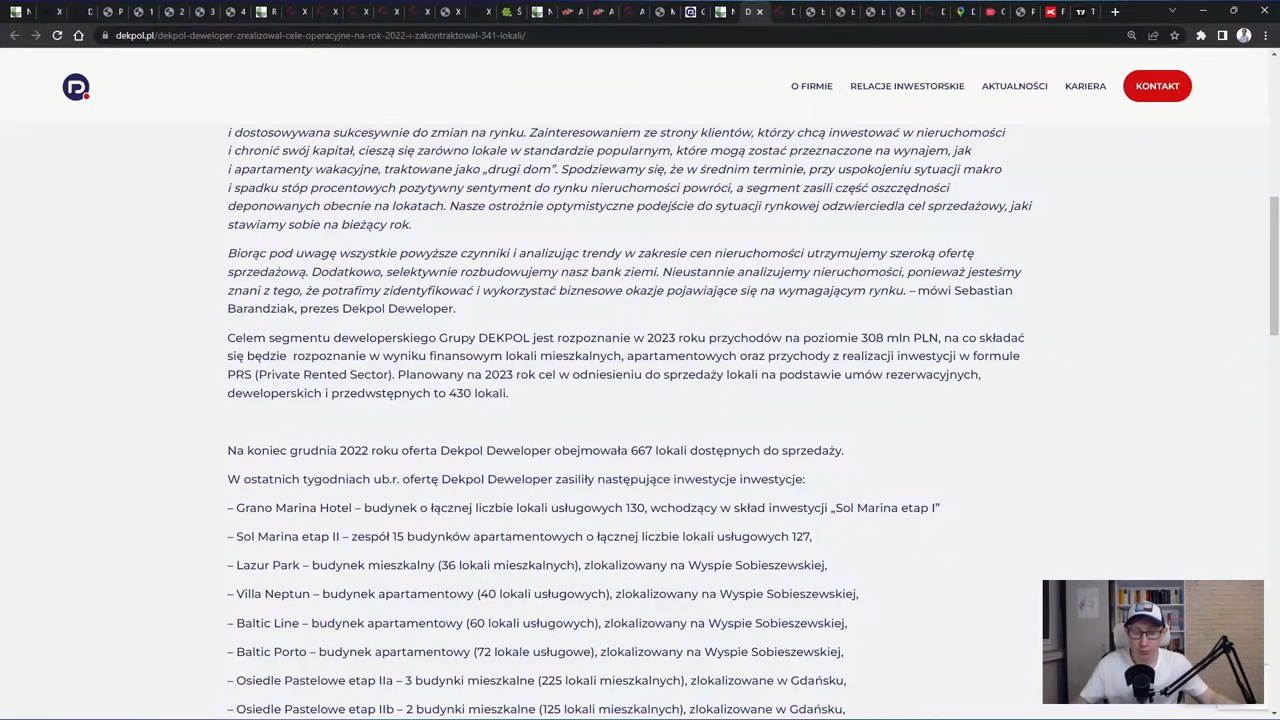 dekpol.pl/dekpol-deweloper-zrealizowal-cele-operacyjne-na-rok-2022-i-zakontraktowal-341-lokali/
O FIRMIE
RELACJE INWESTORSKIE
AKTUALNOŚCI
KARIERA
KONTAKT
i dostosowywana sukcesywnie do zmian na rynku. Zainteresowaniem ze strony klientów, którzy chcą inwestować w nieruchomości
i chronić swój kapitał, cieszą się zarówno lokale w standardzie popularnym, które mogą zostać przeznaczone na wynajem, jak
i apartamenty wakacyjne, traktowane jako „drugi dom”. Spodziewamy się, że w średnim terminie, przy uspokojeniu sytuacji makro
i spadku stóp procentowych pozytywny sentyment do rynku nieruchomości powróci, a segment zasili część oszczędności
deponowanych obecnie na lokatach. Nasze ostrożnie optymistyczne podejście do sytuacji rynkowej odzwierciedla cel sprzedażowy, jaki
stawiamy sobie na bieżący rok.
Biorąc pod uwagę wszystkie powyższe czynniki i analizując trendy w zakresie cen nieruchomości utrzymujemy szeroką ofertę
sprzedażową. Dodatkowo, selektywnie rozbudowujemy nasz bank ziemi. Nieustannie analizujemy nieruchomości, ponieważ jesteśmy
znani z tego, że potrafimy zidentyfikować i wykorzystać biznesowe okazje pojawiające się na wymagającym rynku. – mówi Sebastian
Barandziak, prezes Dekpol Deweloper.
Celem segmentu deweloperskiego Grupy DEKPOL jest rozpoznanie w 2023 roku przychodów na poziomie 308 mln PLN, na co składać
się będzie  rozpoznanie w wyniku finansowym lokali mieszkalnych, apartamentowych oraz przychody z realizacji inwestycji w formule
PRS (Private Rented Sector). Planowany na 2023 rok cel w odniesieniu do sprzedaży lokali na podstawie umów rezerwacyjnych,
deweloperskich i przedwstępnych to 430 lokali.
Na koniec grudnia 2022 roku oferta Dekpol Deweloper obejmowała 667 lokali dostępnych do sprzedaży.
W ostatnich tygodniach ub.r. ofertę Dekpol Deweloper zasiliły następujące inwestycje inwestycje:
– Grano Marina Hotel – budynek o łącznej liczbie lokali usługowych 130, wchodzący w skład inwestycji „Sol Marina etap I”
– Sol Marina etap II – zespół 15 budynków apartamentowych o łącznej liczbie lokali usługowych 127,
– Lazur Park – budynek mieszkalny (36 lokali mieszkalnych), zlokalizowany na Wyspie Sobieszewskiej,
– Villa Neptun – budynek apartamentowy (40 lokali usługowych), zlokalizowany na Wyspie Sobieszewskiej,
– Baltic Line – budynek apartamentowy (60 lokali usługowych), zlokalizowany na Wyspie Sobieszewskiej,
– Baltic Porto – budynek apartamentowy (72 lokale usługowe), zlokalizowany na Wyspie Sobieszewskiej,
– Osiedle Pastelowe etap IIa – 3 budynki mieszkalne (225 lokali mieszkalnych), zlokalizowane w Gdańsku,
– Osiedle Pastelowe etap IIb – 2 budynki mieszkalne (125 lokali mieszkalnych), zlokalizowane w Gdańsku,